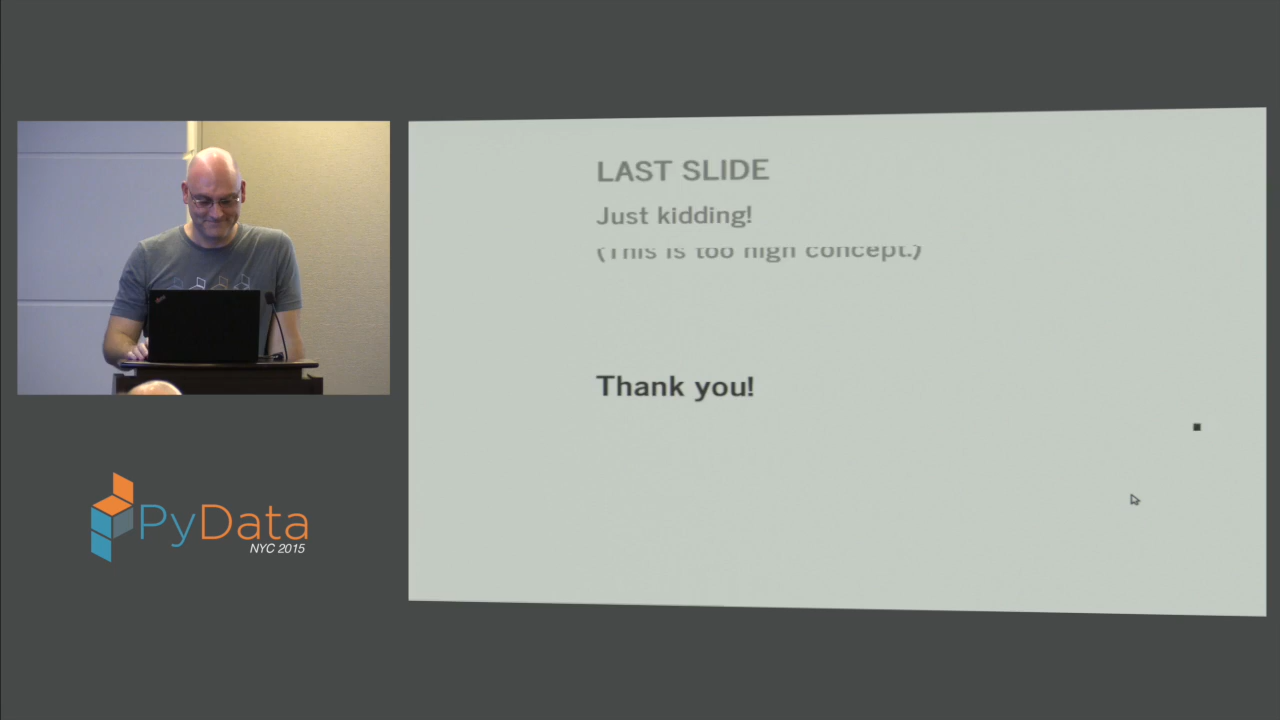 LAST SLIDE
Just kidding!
(This is too high concept.)
Thank you!
PyData
NYC 2015